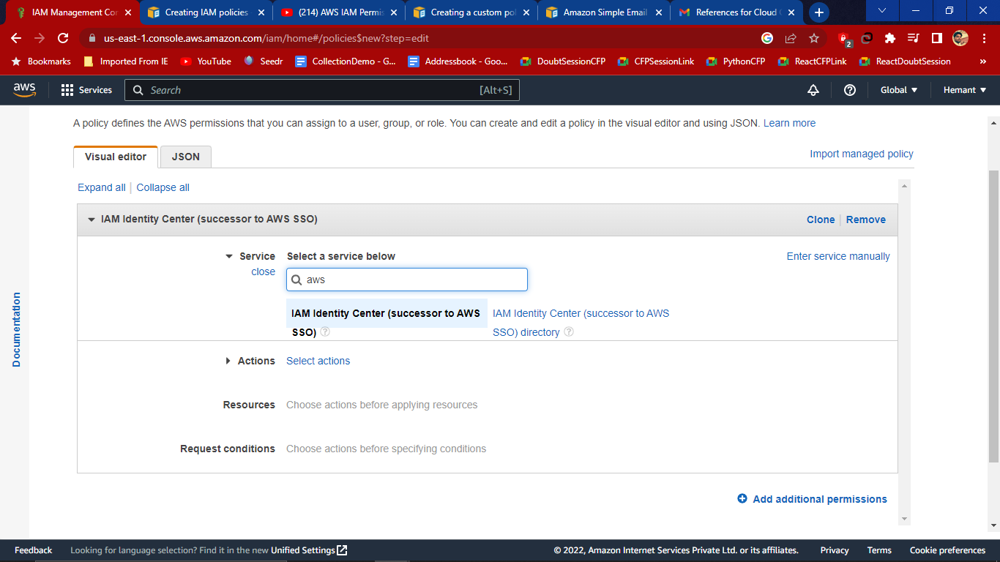 IAM Management Con
Creating IAM policies
(214) AWS IAM Permis
Creating a custom pol
Amazon Simple Email
References for Cloud C
us-east-1.console.aws.amazon.com/iam/home#/policies$new?step=edit
2
Bookmarks
Imported From IE
YouTube
Seedr
CollectionDemo - G...
Addressbook - Goo...
DoubtSessionCFP
CFPSessionLink
PythonCFP
ReactCFPLink
ReactDoubtSession
»
aws
Services
Search
[Alt+S]
Global
Hemant
A policy defines the AWS permissions that you can assign to a user, group, or role. You can create and edit a policy in the visual editor and using JSON. Learn more
Visual editor
JSON
Import managed policy
Expand all | Collapse all
IAM Identity Center (successor to AWS SSO)
Clone | Remove
Service
close
Select a service below
Enter service manually
aws
IAM Identity Center (successor to AWS
SSO) ?
IAM Identity Center (successor to AWS
SSO) directory ?
Actions
Select actions
Resources
Choose actions before applying resources
Request conditions
Choose actions before specifying conditions
Add additional permissions
Documentation
Feedback
Looking for language selection? Find it in the new Unified Settings
© 2022, Amazon Internet Services Private Ltd. or its affiliates.
Privacy
Terms
Cookie preferences